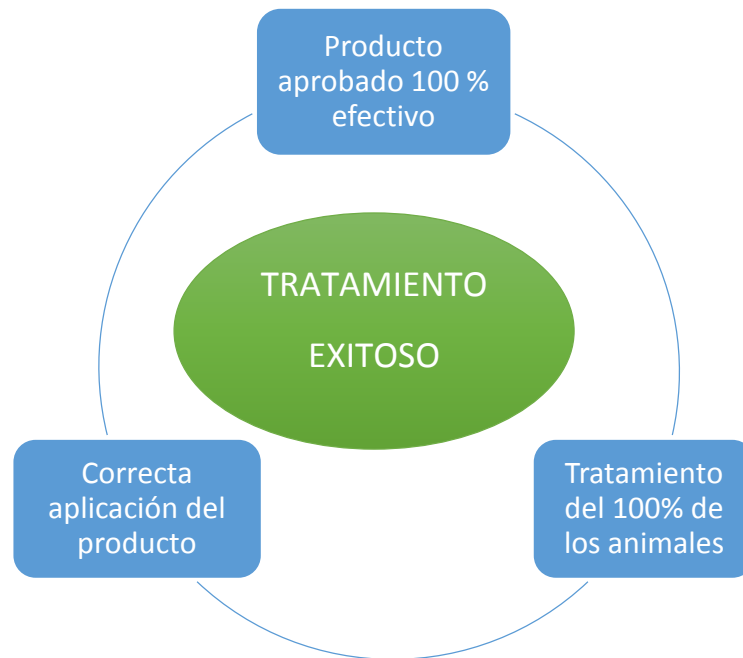 Producto
aprobado 100 %
efectivo
TRATAMIENTO
EXITOSO
Correcta
aplicación del
producto
Tratamiento
del 100% de
los animales